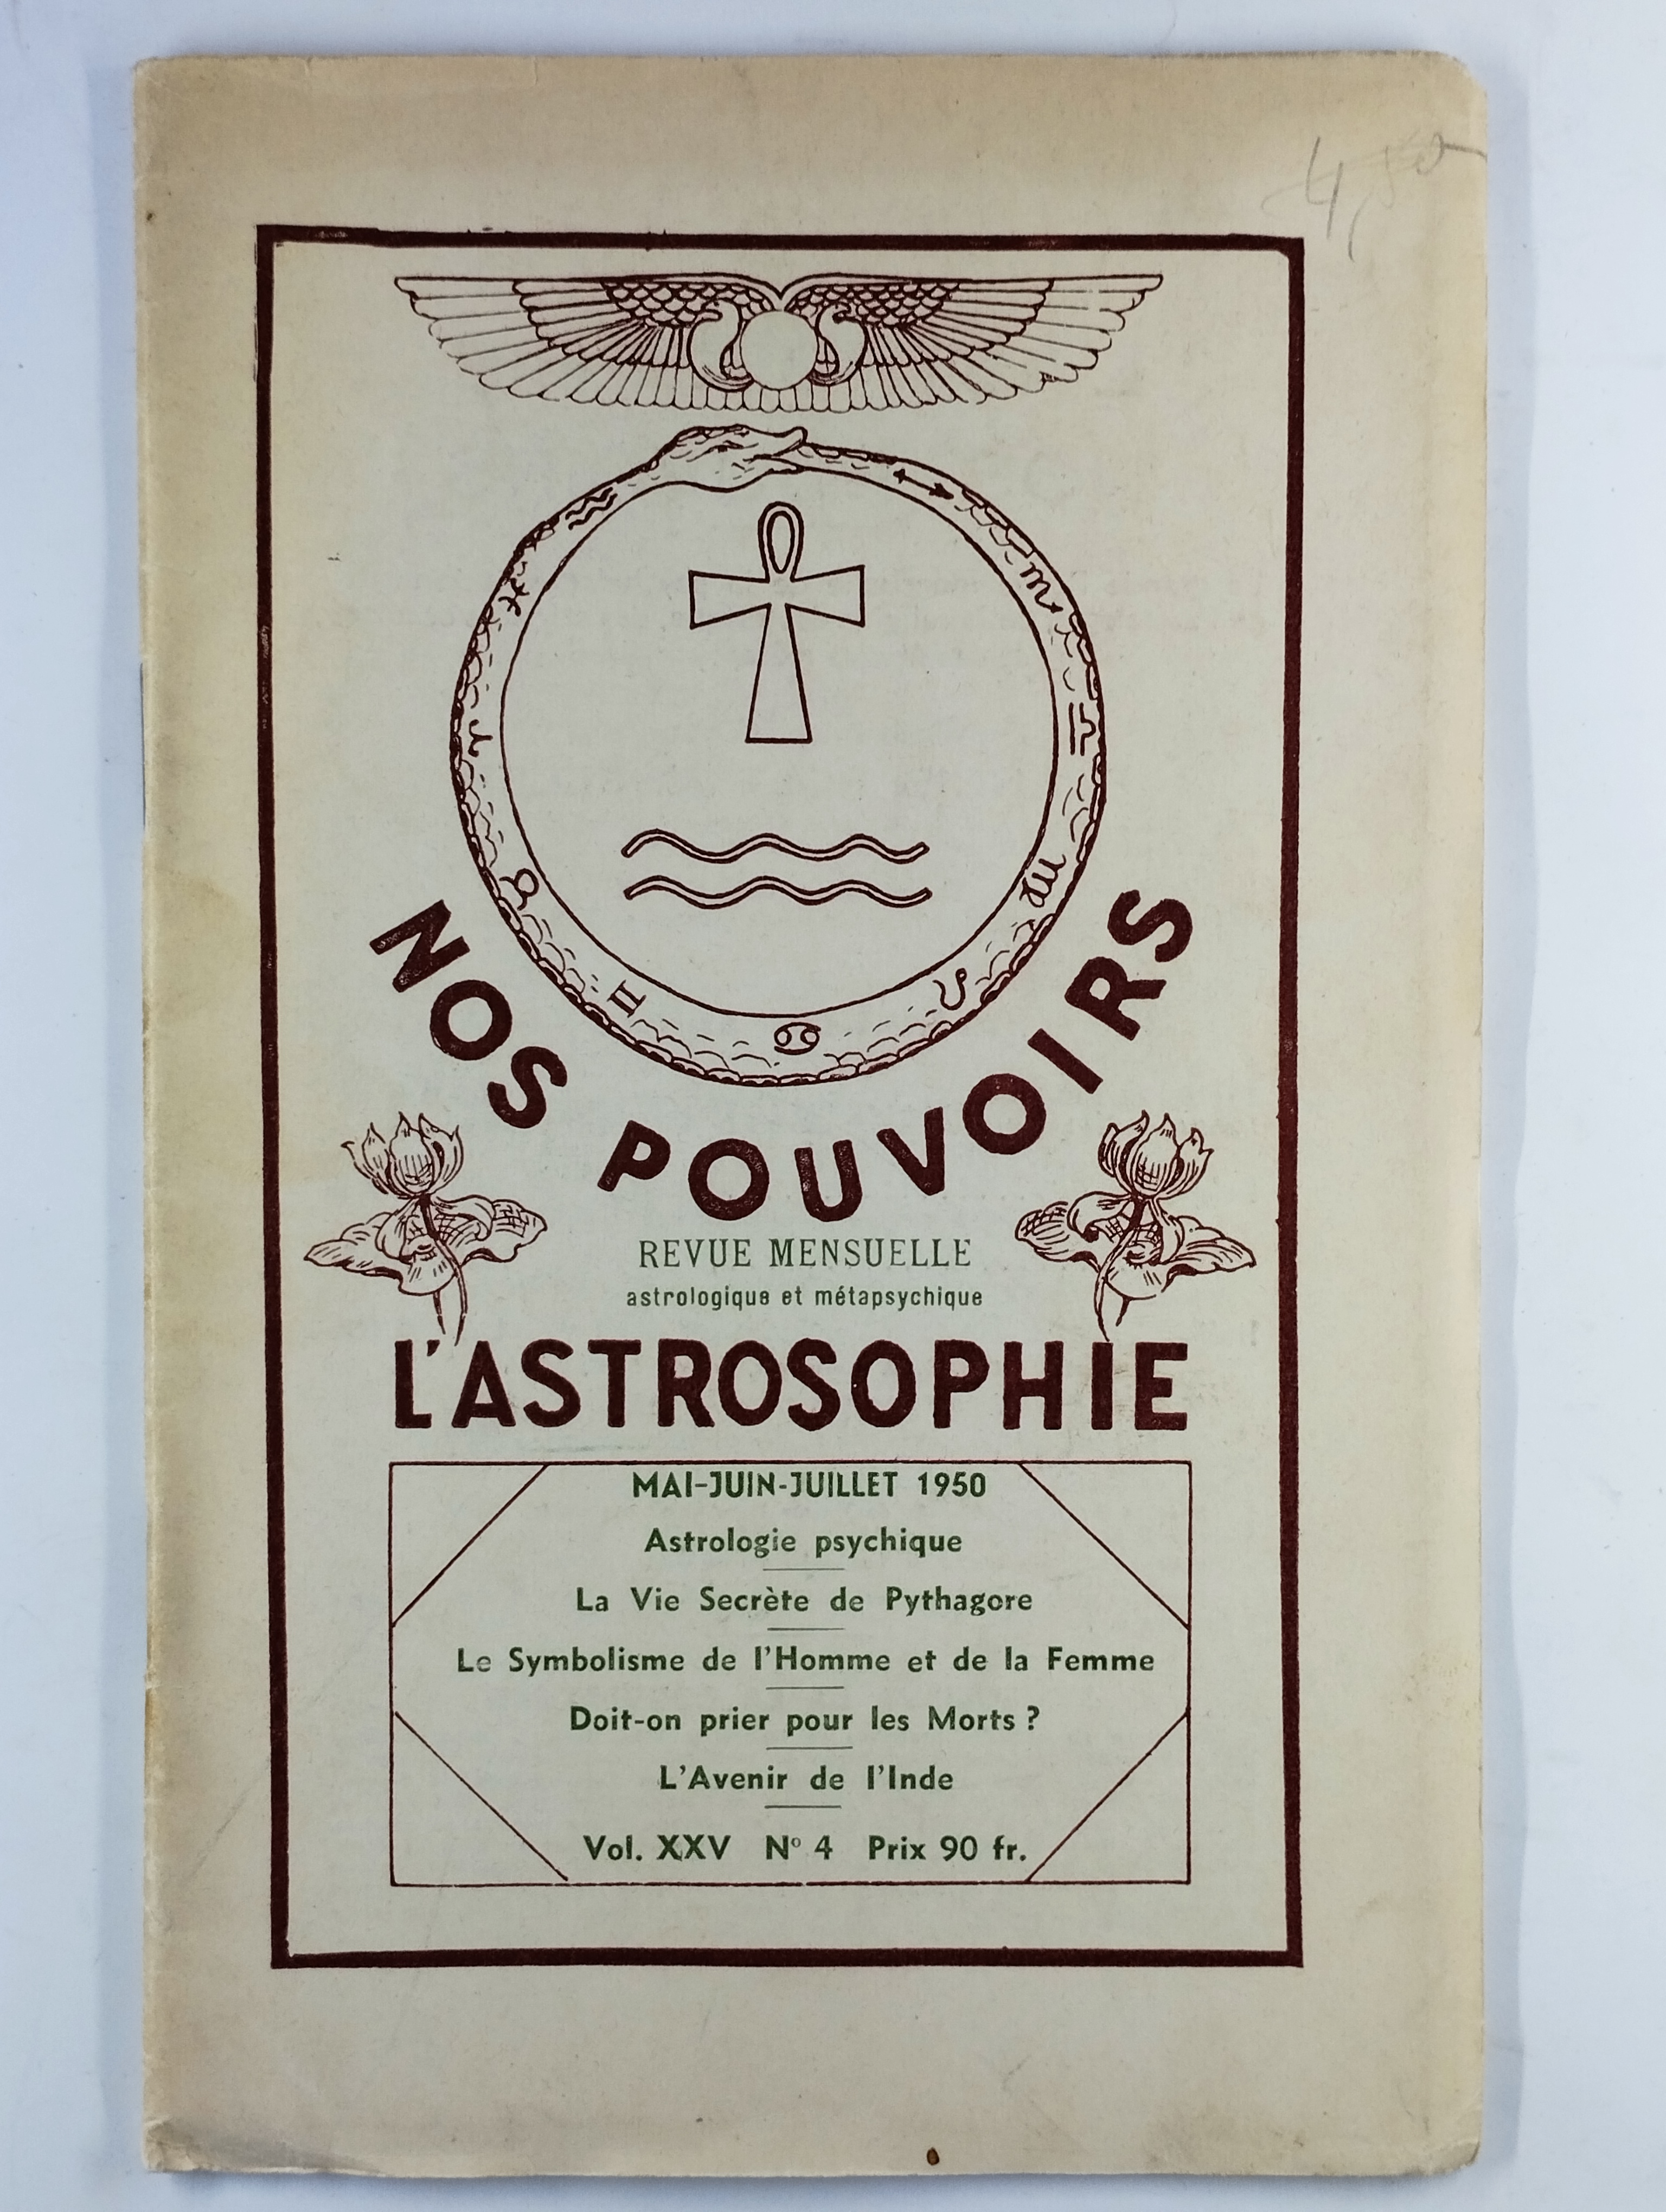 NOS POUVOIRS
REVUE MENSUELLE
astrologique et métapsychique
L'ASTROSOPHIE
MAI-JUIN-JUILLET 1950
Astrologie psychique
La Vie Secrète de Pythagore
Le Symbolisme de l'Homme et de la Femme
Doit-on prier pour les Morts ?
L'Avenir de l'Inde
Vol. XXV Nº 4 Prix 90 fr.